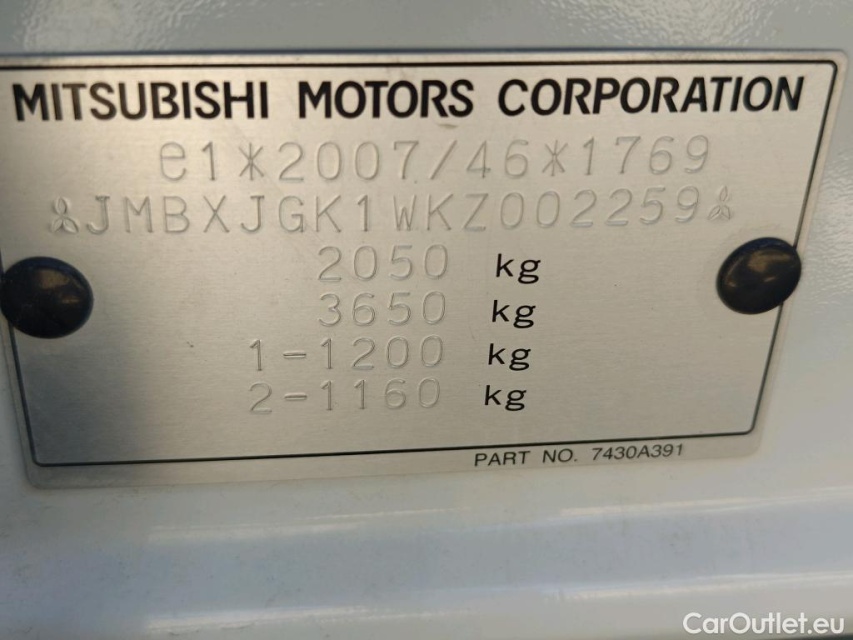 MITSUBISHI MOTORS CORPORATION
e1*2007/46*1769
JMBXJGK1WKZ002259
2050 kg
3650 kg
1-1200 kg
2-1160 kg
PART NO. 7430A391
CarOutlet.eu